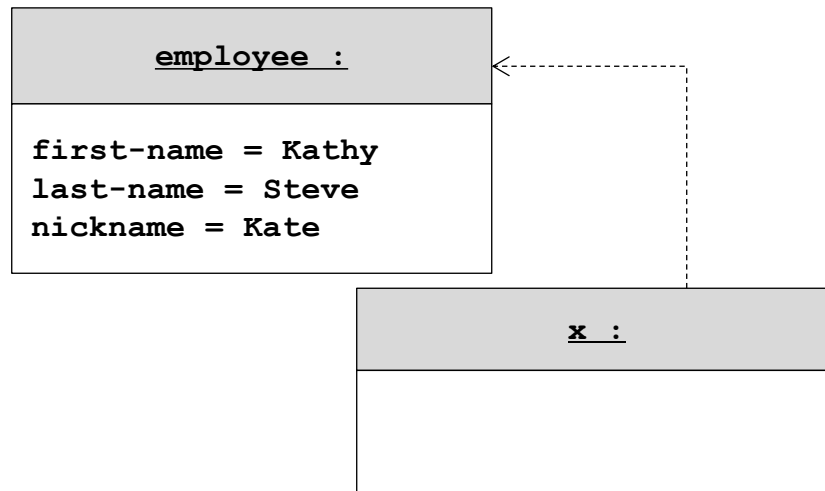 employee :
first-name = Kathy
last-name = Steve
nickname = Kate
x :